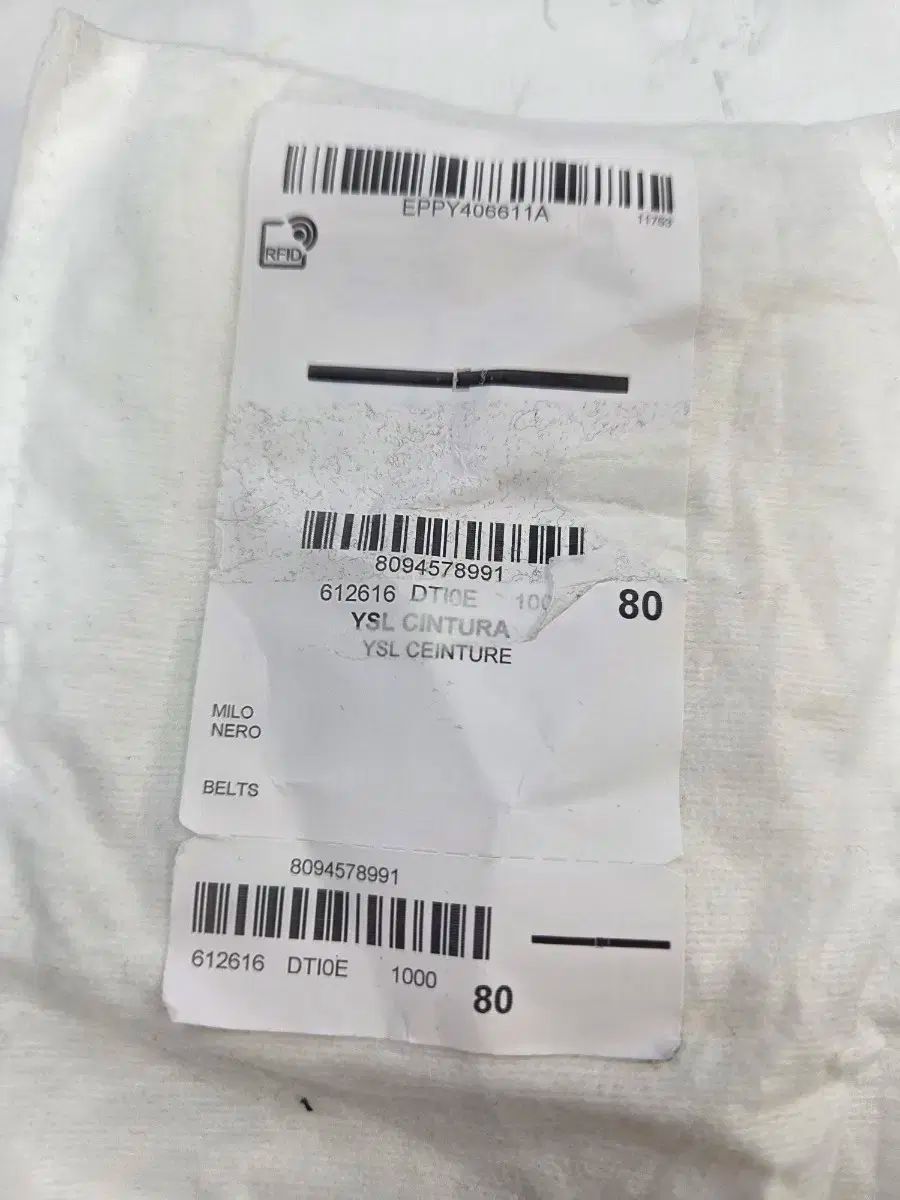 EPPY406611A
11753
RFID
8094578991
612616 DTI0E 100
80
YSL CINTURA
YSL CEINTURE
MILO
NERO
BELTS
8094578991
612616 DTI0E 1000
80